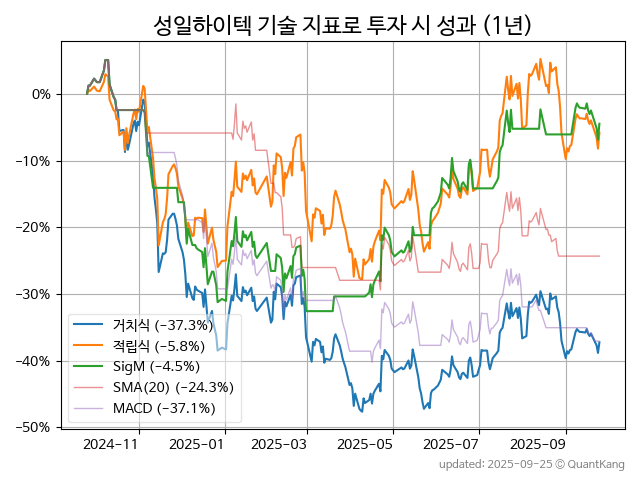 성일하이텍 기술 지표로 투자 시 성과 (1년)
0%
−10%
−20%
−30%
−40%
−50%
거치식 (−37.3%)
적립식 (−5.8%)
SigM (−4.5%)
SMA(20) (−24.3%)
MACD (−37.1%)
2024−11 2025−01 2025−03 2025−05 2025−07 2025−09
updated: 2025−09−25 © QuantKang